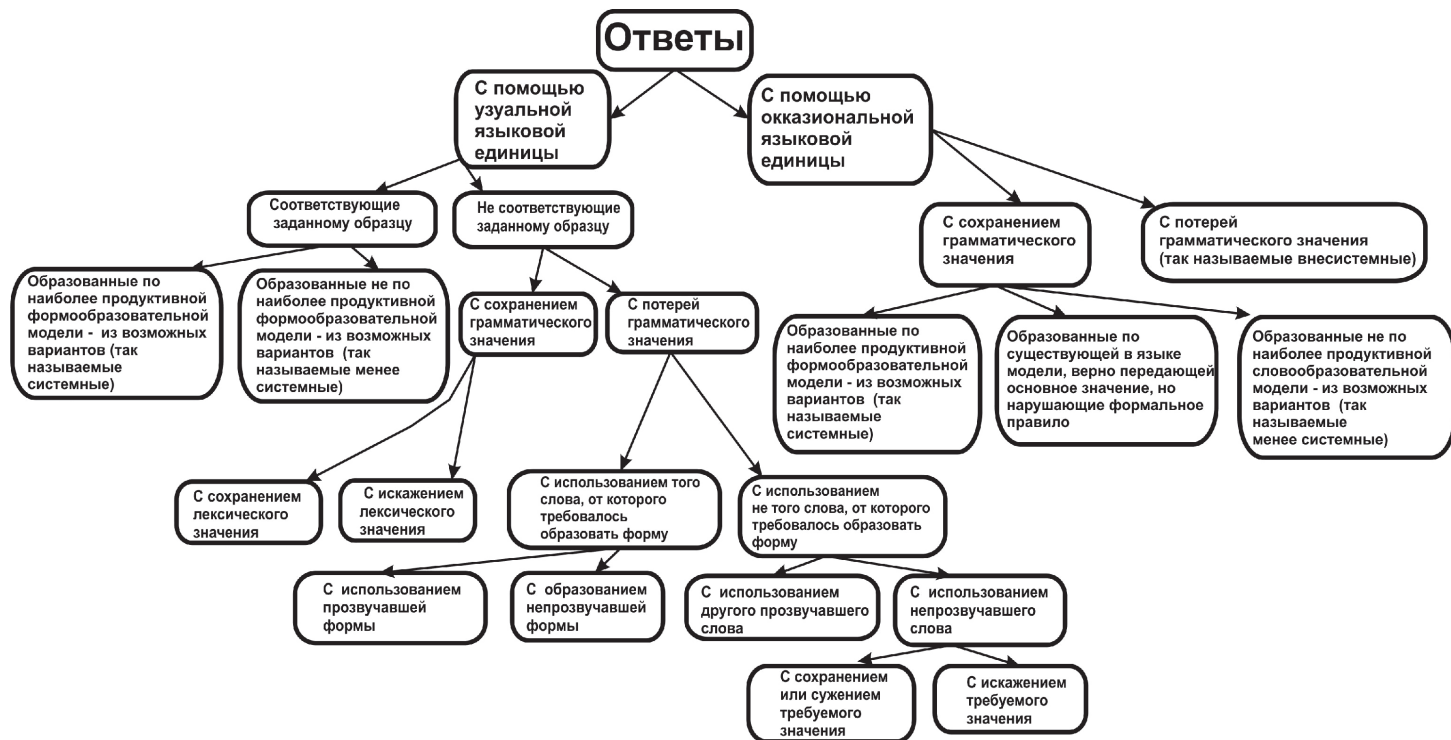 Ответы
С помощью
узуальной
языковой
единицы
С помощью
окказиональной
языковой
единицы
Соответствующие
заданному образцу
Не соответствующие
заданному образцу
С сохранением
грамматического
значения
С потерей
грамматического значения
(так называемые внесистемные)
Образованные по
наиболее продуктивной
формообразовательной
модели - из возможных
вариантов (так
называемые
системные)
Образованные не по
наиболее продуктивной
формообразовательной
модели - из возможных
вариантов (так
называемые менее
системные)
С сохранением
грамматического
значения
С потерей
грамматического
значения
Образованные по
наиболее продуктивной
формообразовательной
модели - из возможных
вариантов (так
называемые
системные)
Образованные по
существующей в языке
модели, верно передающей
основное значение, но
нарушающие формальное
правило
Образованные не по
наиболее продуктивной
словообразовательной
модели - из возможных
вариантов (так
называемые
менее системные)
С сохранением
лексического
значения
С искажением
лексического
значения
С использованием того
слова, от которого
требовалось
образовать форму
С использованием
не того слова, от которого
требовалось образовать
форму
С использованием
прозвучавшей
формы
С образованием
непрозвучавшей
формы
С использованием
другого прозвучавшего
слова
С использованием
непрозвучавшего
слова
С сохранением
или сужением
требуемого
значения
С искажением
требуемого
значения